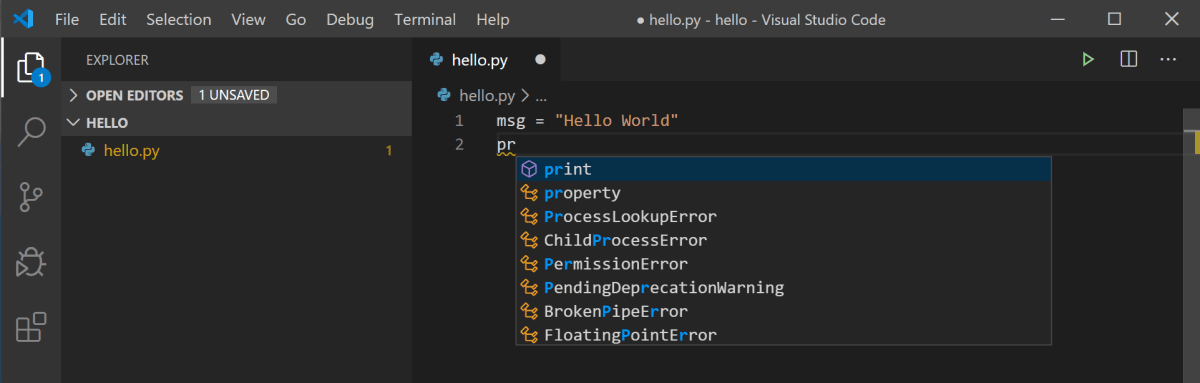 File Edit Selection View Go Debug Terminal Help ● hello.py - hello - Visual Studio Code
EXPLORER
OPEN EDITORS 1 UNSAVED
HELLO
hello.py 1
1
hello.py ●
hello.py > ...
1 msg = "Hello World"
2 pr
print
property
ProcessLookupError
ChildProcessError
PermissionError
PendingDeprecationWarning
BrokenPipeError
FloatingPointError